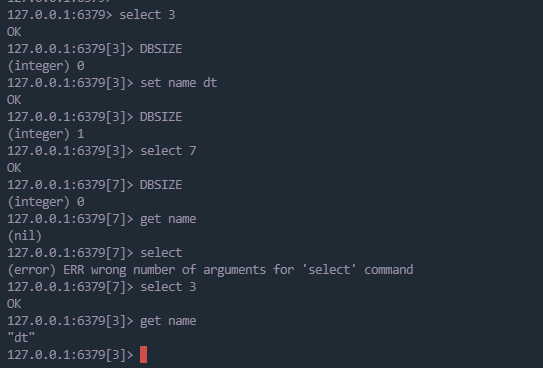 127.0.0.1:6379> select 3
OK
127.0.0.1:6379[3]> DBSIZE
(integer) 0
127.0.0.1:6379[3]> set name dt
OK
127.0.0.1:6379[3]> DBSIZE
(integer) 1
127.0.0.1:6379[3]> select 7
OK
127.0.0.1:6379[7]> DBSIZE
(integer) 0
127.0.0.1:6379[7]> get name
(nil)
127.0.0.1:6379[7]> select
(error) ERR wrong number of arguments for 'select' command
127.0.0.1:6379[7]> select 3
OK
127.0.0.1:6379[3]> get name
"dt"
127.0.0.1:6379[3]>